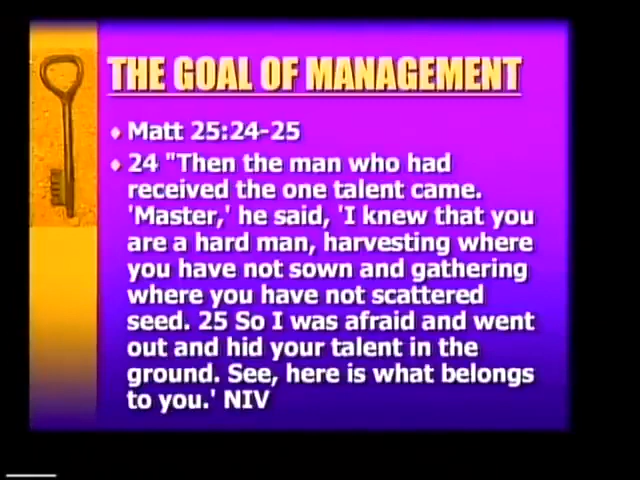 THE GOAL OF MANAGEMENT
Matt 25:24-25
24 "Then the man who had
received the one talent came.
'Master,' he said, 'I knew that you
are a hard man, harvesting where
you have not sown and gathering
where you have not scattered
seed. 25 So I was afraid and went
out and hid your talent in the
ground. See, here is what belongs
to you.' NIV